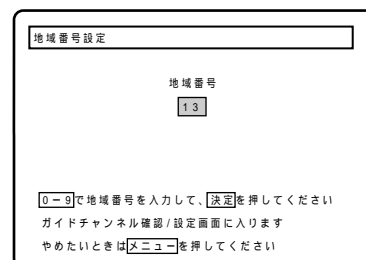 地域番号設定
地域番号
13
0－9で地域番号を入力して、決定を押してください
ガイドチャンネル確認/設定画面に入ります
やめたいときはメニューを押してください